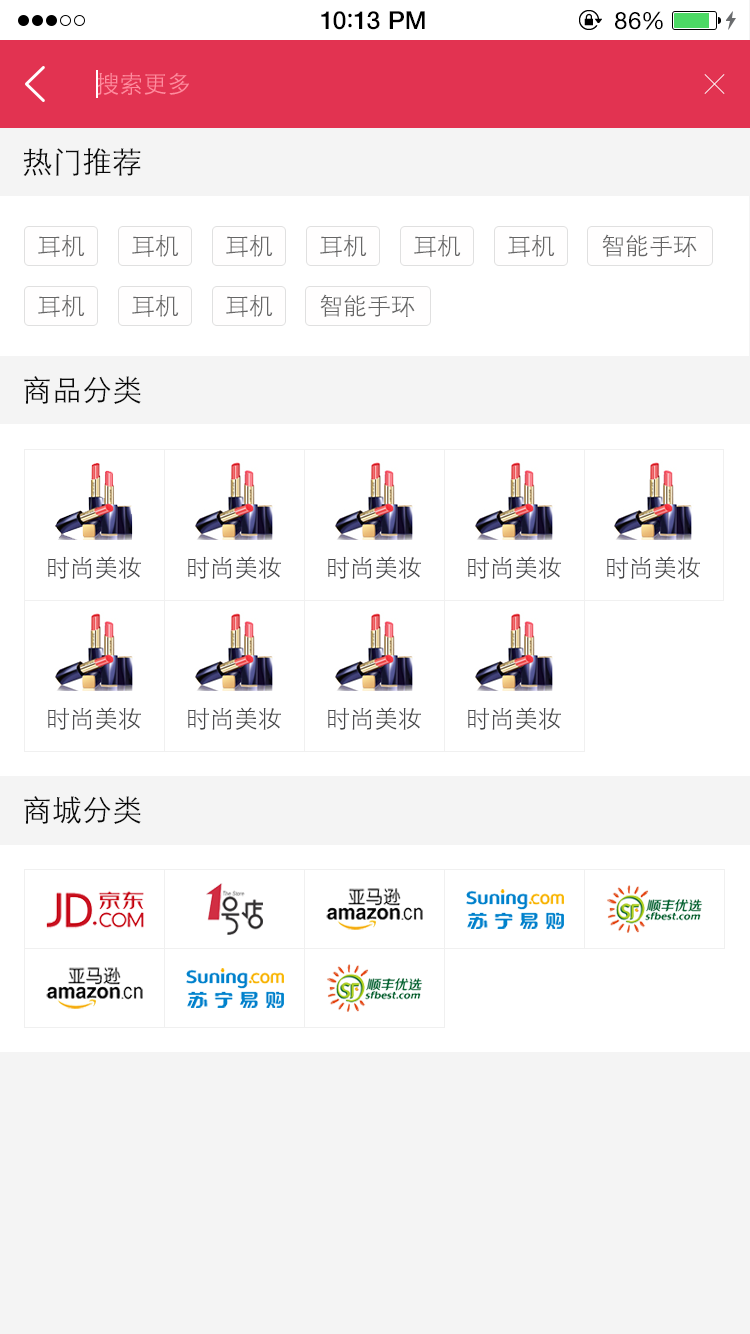 10:13 PM 86%
搜索更多
热门推荐
耳机 耳机 耳机 耳机 耳机 耳机 智能手环
耳机 耳机 耳机 智能手环
商品分类
时尚美妆 时尚美妆 时尚美妆 时尚美妆 时尚美妆
时尚美妆 时尚美妆 时尚美妆 时尚美妆
商城分类
JD京东.COM 1号店 The Store 亚马逊 amazon.cn Suning.com 苏宁易购 SF 顺丰优选 sfbest.com
亚马逊 amazon.cn Suning.com 苏宁易购 SF 顺丰优选 sfbest.com